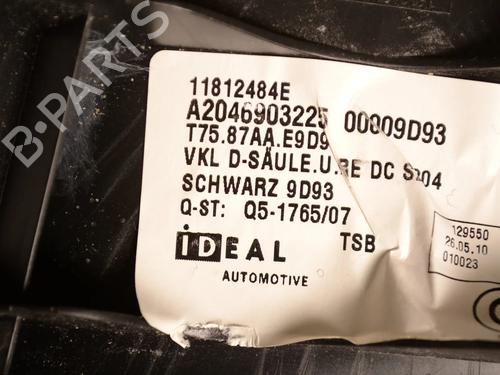 B-PARTS
11812484E
A2046903225 00009D93
T75.87AA.E9D9
VKL D-SÄULE.U.RE DC S204
SCHWARZ 9D93
Q-ST: Q5-1765/07
iDEAL TSB
AUTOMOTIVE
129550
26.05.10
010023